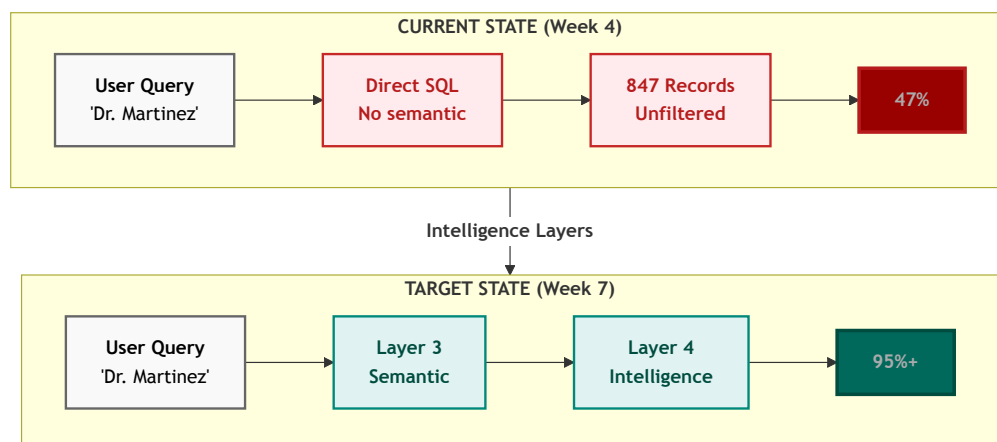 CURRENT STATE (Week 4)
User Query
'Dr. Martinez'
Direct SQL
No semantic
847 Records
Unfiltered
47%
Intelligence Layers
TARGET STATE (Week 7)
User Query
'Dr. Martinez'
Layer 3
Semantic
Layer 4
Intelligence
95%+